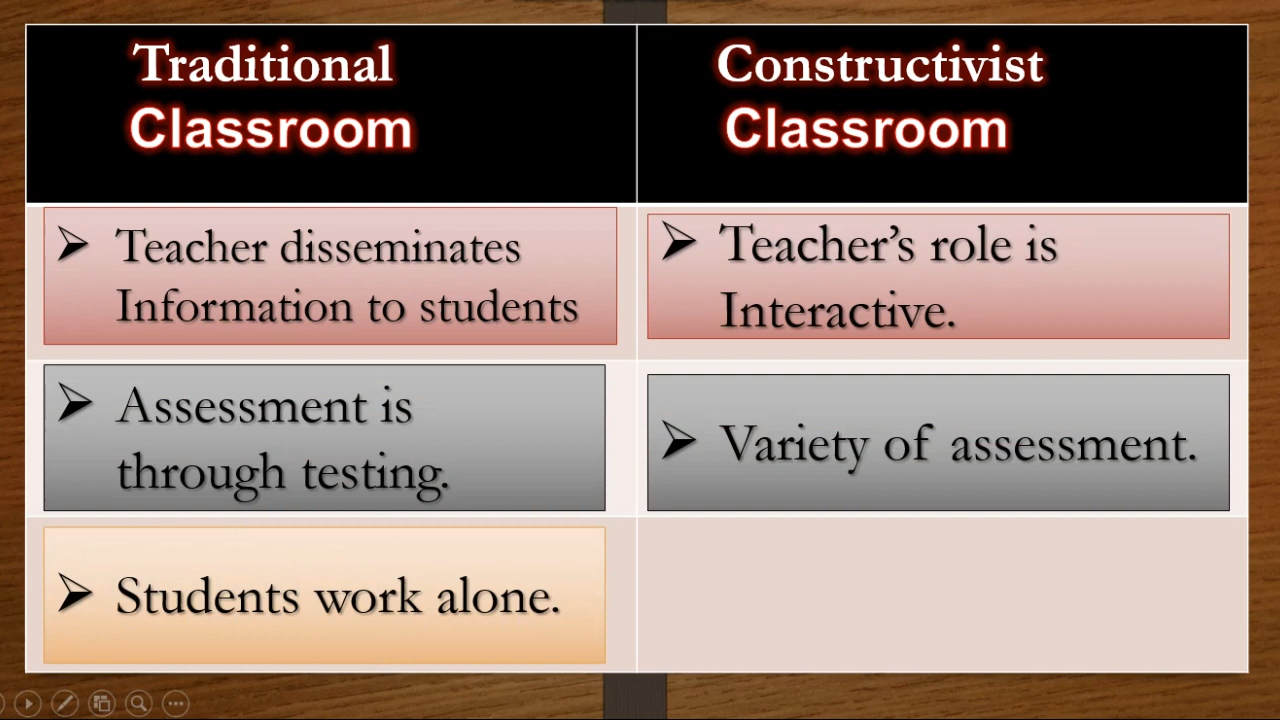 Traditional
Classroom
Constructivist
Classroom
➢ Teacher disseminates
Information to students
➢ Teacher’s role is
Interactive.
➢ Assessment is
through testing.
➢ Variety of assessment.
➢ Students work alone.